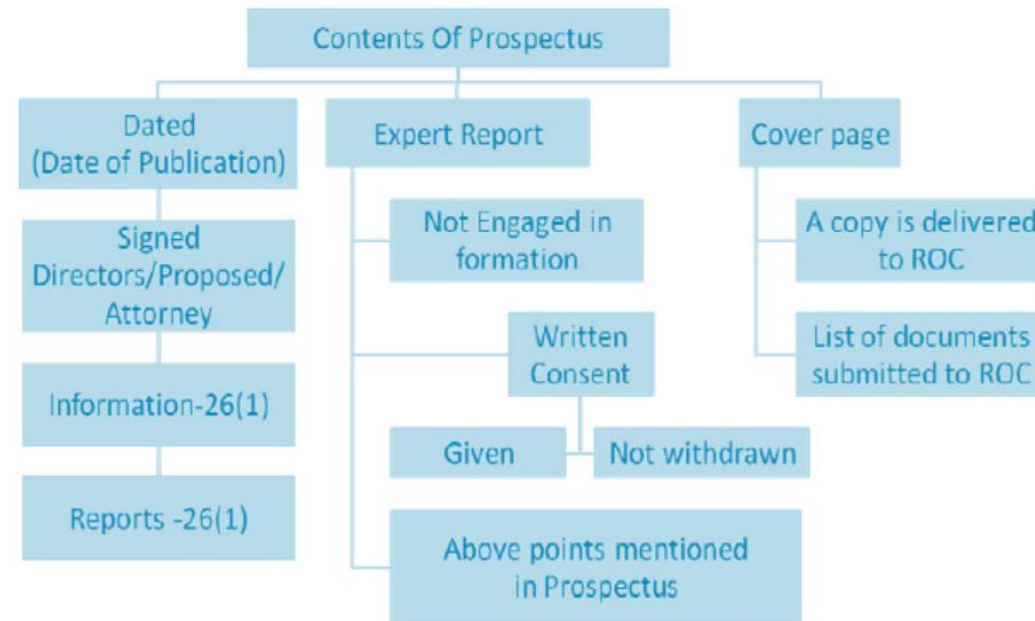 Contents Of Prospectus
Dated
(Date of Publication)
Signed
Directors/Proposed/
Attorney
Information-26(1)
Reports -26(1)
Expert Report
Not Engaged in
formation
Written
Consent
Given
Not withdrawn
Above points mentioned
in Prospectus
Cover page
A copy is delivered
to ROC
List of documents
submitted to ROC